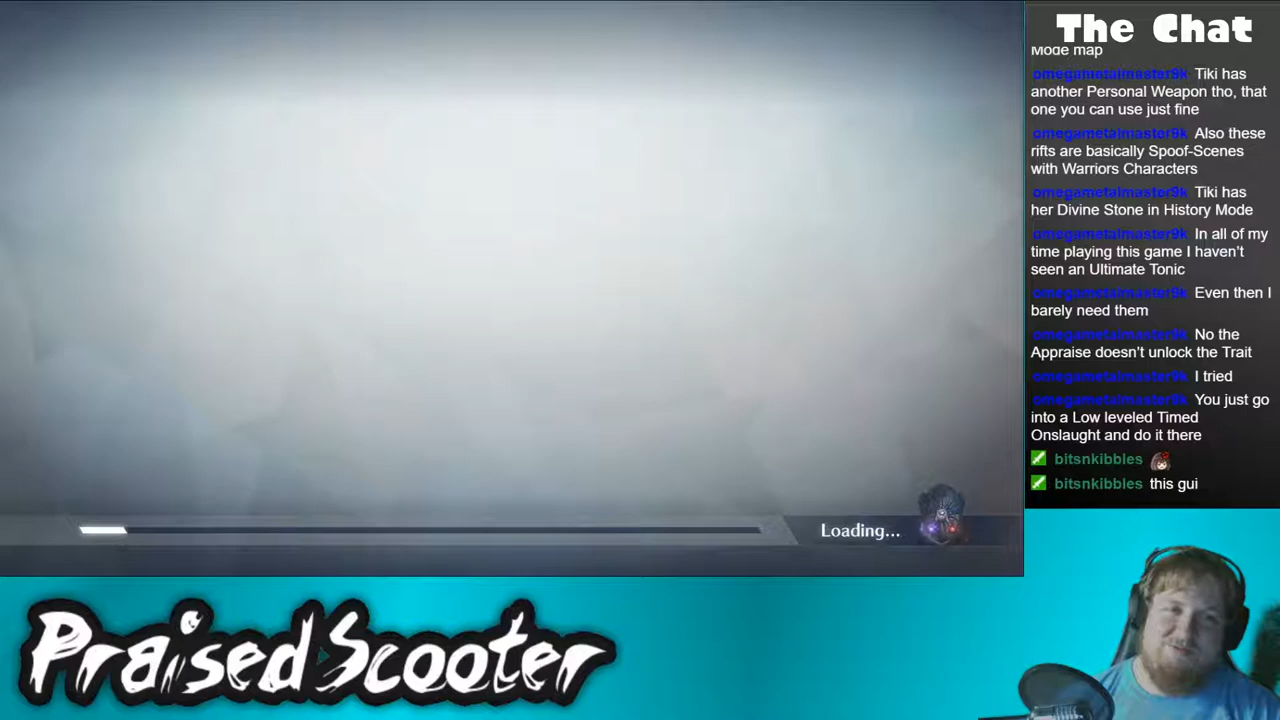 The Chat
Mode map
omegametalmaster9k Tiki has
another Personal Weapon tho, that
one you can use just fine
omegametalmaster9k Also these
rifts are basically Spoof-Scenes
with Warriors Characters
omegametalmaster9k Tiki has
her Divine Stone in History Mode
omegametalmaster9k In all of my
time playing this game I haven't
seen an Ultimate Tonic
omegametalmaster9k Even then I
barely need them
omegametalmaster9k No the
Appraise doesn't unlock the Trait
omegametalmaster9k I tried
omegametalmaster9k You just go
into a Low leveled Timed
Onslaught and do it there
bitsnkibbles
bitsnkibbles this gui
Loading...
PraisedScooter